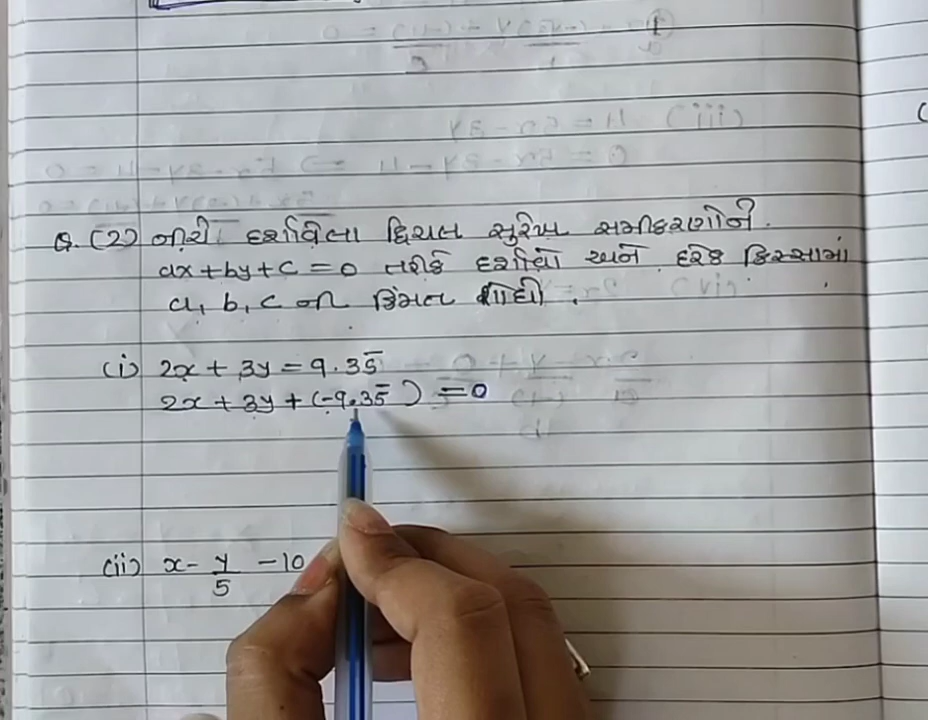 Q. (2) નીચે દર્શાવેલા દ્વિચલ સુરેખ સમીકરણોને
ax + by + c = 0 તરીકે દર્શાવો અને દરેક કિસ્સામાં
a, b, c ની કિંમત શોધો.
(i) 2x + 3y = 9.35̅
2x + 3y + (-9.35̅) = 0
(ii) x - y/5 - 10